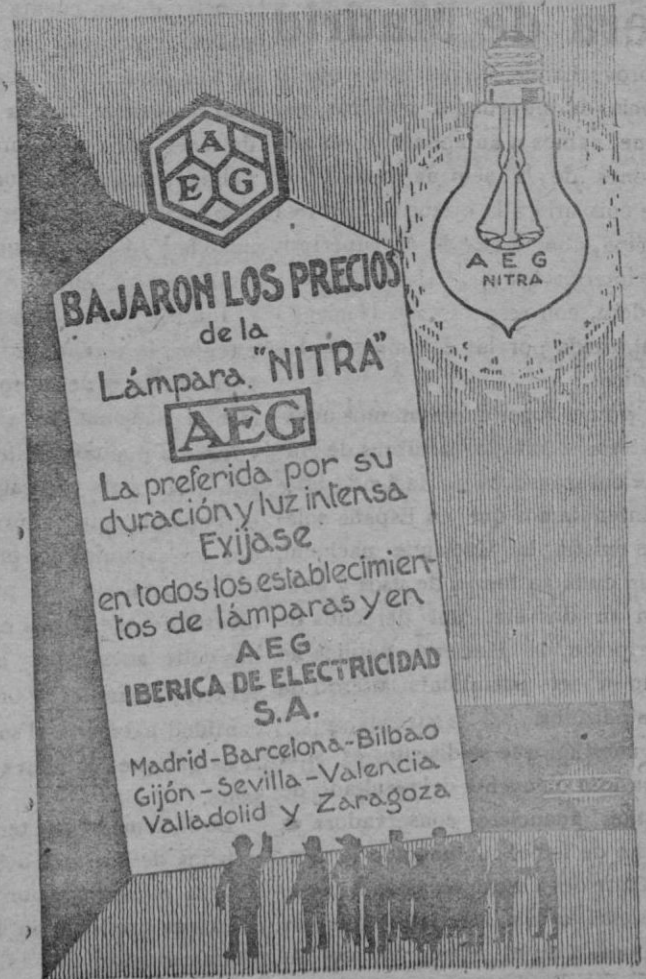 A
E G
A E G
NITRA
BAJARON LOS PRECIOS
de la
Lámpara "NITRA"
AEG
La preferida por su
duración y luz intensa
Exíjase
en todos los establecimien-
tos de lámparas y en
AEG
IBERICA DE ELECTRICIDAD
S.A.
Madrid-Barcelona-Bilbao
Gijón-Sevilla-Valencia
Valladolid y Zaragoza